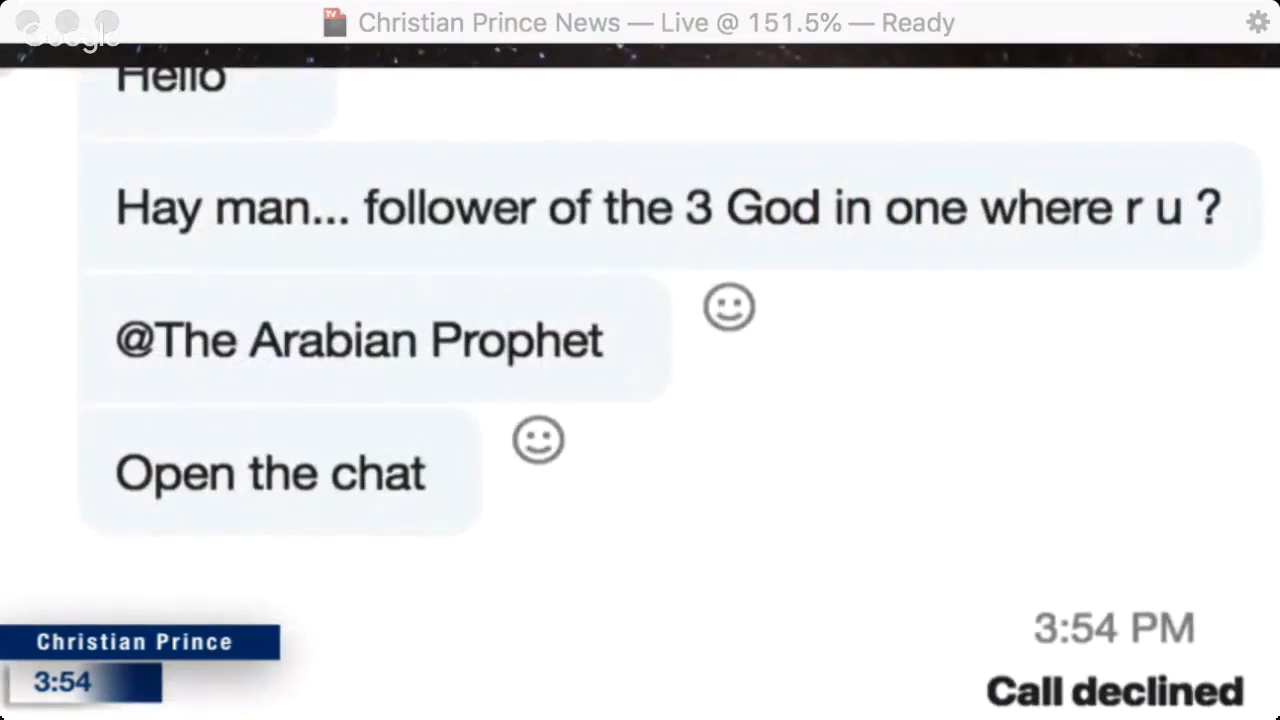 Christian Prince News — Live @ 151.5% — Ready
Google
Hello
Hay man... follower of the 3 God in one where r u ?
@The Arabian Prophet
Open the chat
3:54 PM
Call declined
Christian Prince
3:54